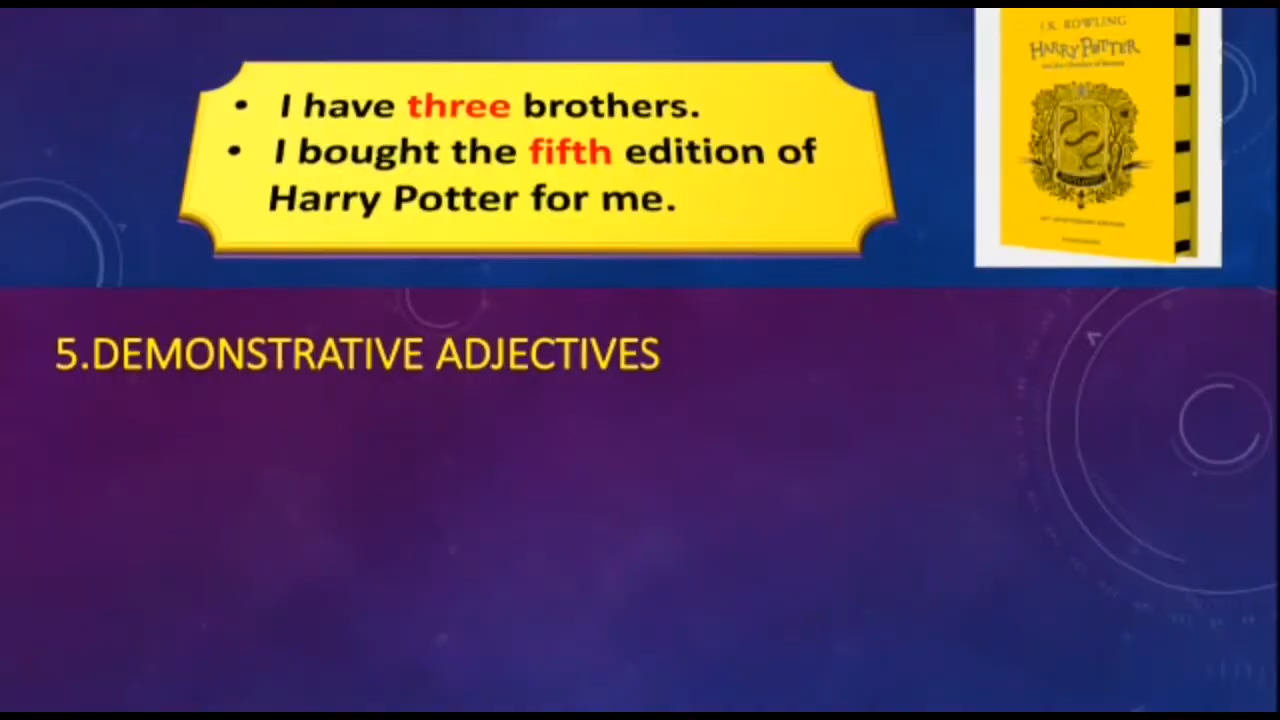 J.K. ROWLING
HARRY POTTER
• I have three brothers.
• I bought the fifth edition of
Harry Potter for me.
5.DEMONSTRATIVE ADJECTIVES